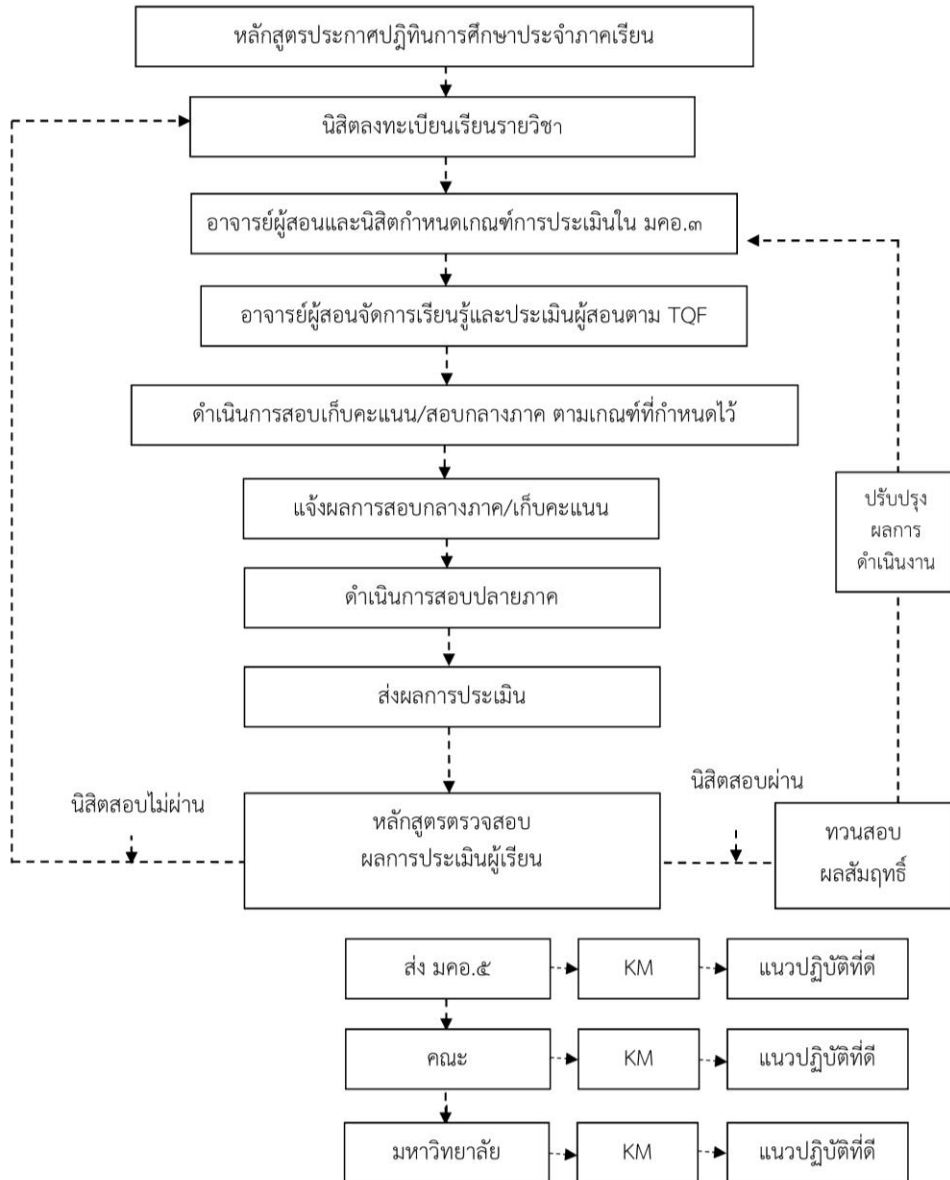 หลักสูตรประกาศปฏิทินการศึกษาประจำภาคเรียน
นิสิตลงทะเบียนเรียนรายวิชา
อาจารย์ผู้สอนและนิสิตกำหนดเกณฑ์การประเมินใน มคอ.๓
อาจารย์ผู้สอนจัดการเรียนรู้และประเมินผู้สอนตาม TQF
ดำเนินการสอบเก็บคะแนน/สอบกลางภาค ตามเกณฑ์ที่กำหนดไว้
แจ้งผลการสอบกลางภาค/เก็บคะแนน
ปรับปรุง
ผลการ
ดำเนินงาน
ดำเนินการสอบปลายภาค
ส่งผลการประเมิน
นิสิตสอบไม่ผ่าน
นิสิตสอบผ่าน
หลักสูตรตรวจสอบ
ผลการประเมินผู้เรียน
ทวนสอบ
ผลสัมฤทธิ์
ส่ง มคอ.๕ KM แนวปฏิบัติที่ดี
คณะ KM แนวปฏิบัติที่ดี
มหาวิทยาลัย KM แนวปฏิบัติที่ดี